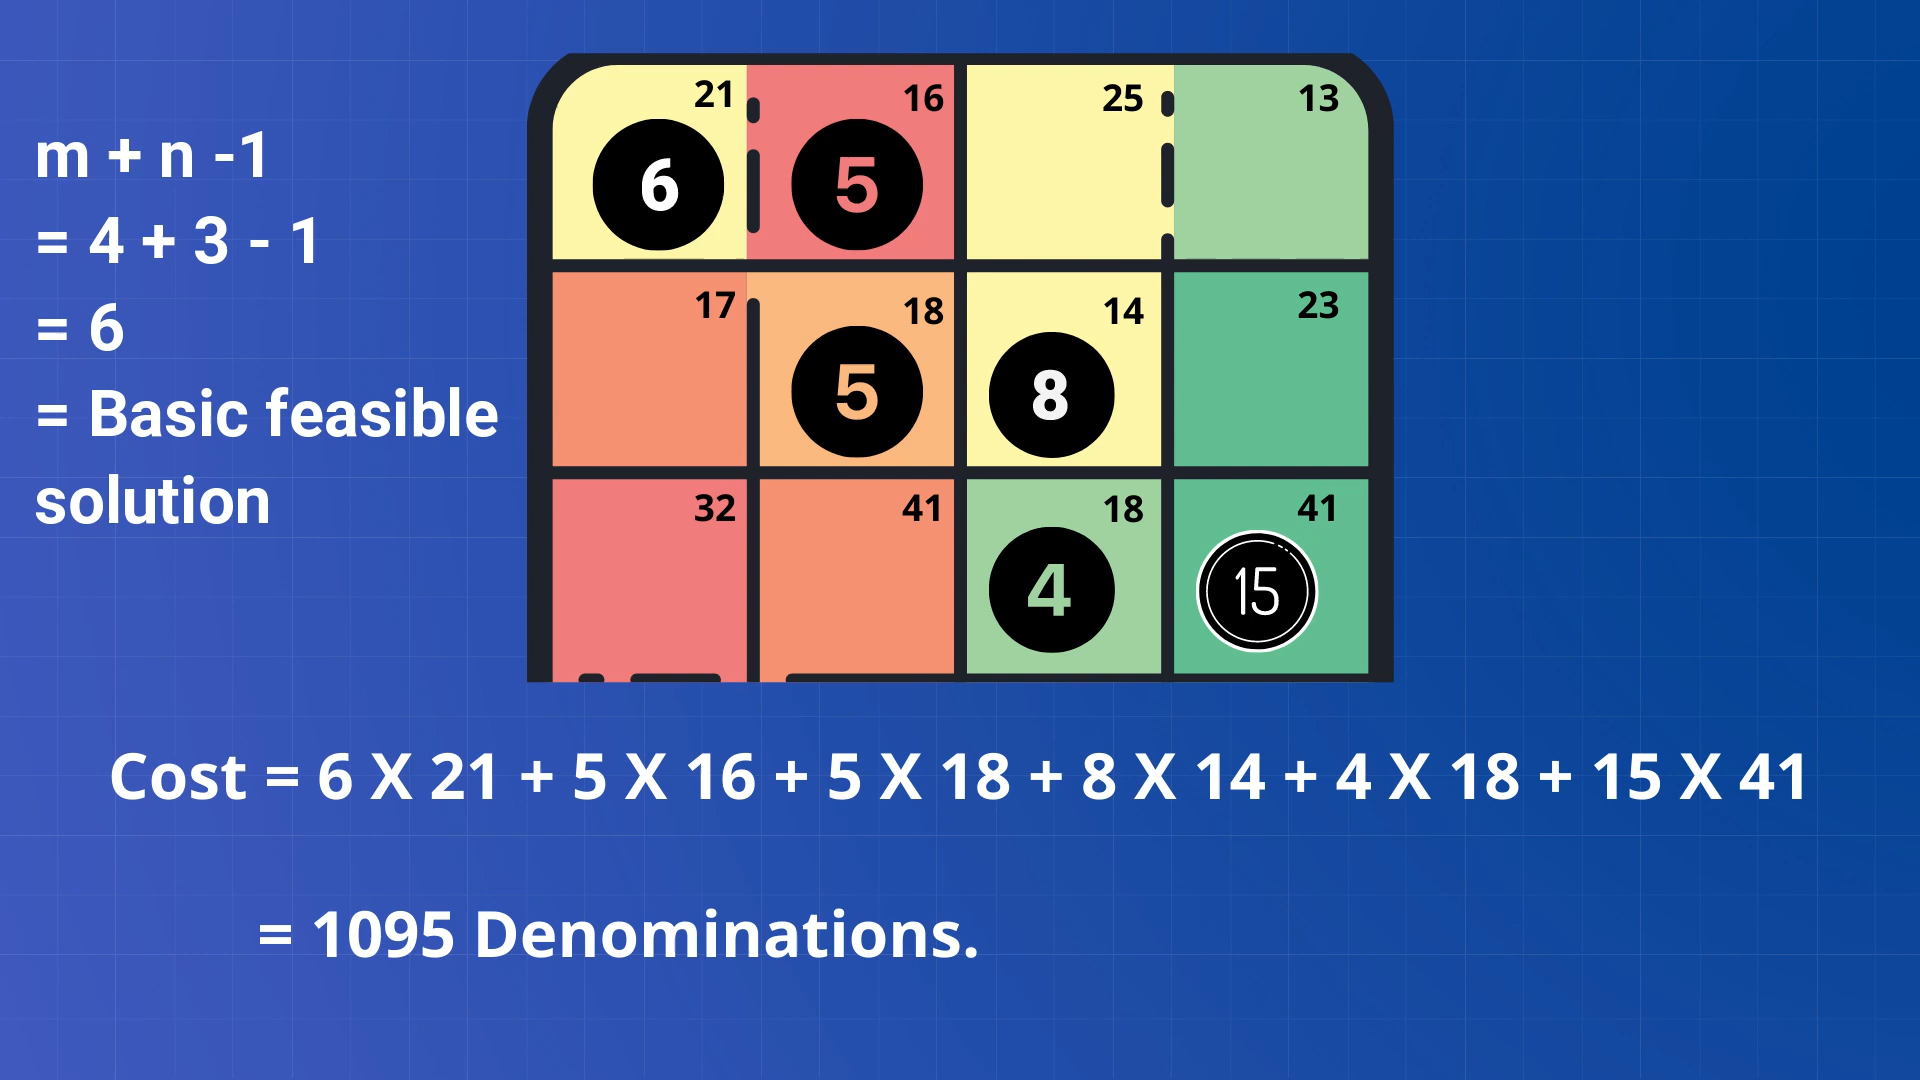 m + n -1
= 4 + 3 - 1
= 6
= Basic feasible
solution
21 16 25 13
6 5
17 18 14 23
5 8
32 41 18 41
4 15
Cost = 6 X 21 + 5 X 16 + 5 X 18 + 8 X 14 + 4 X 18 + 15 X 41
= 1095 Denominations.